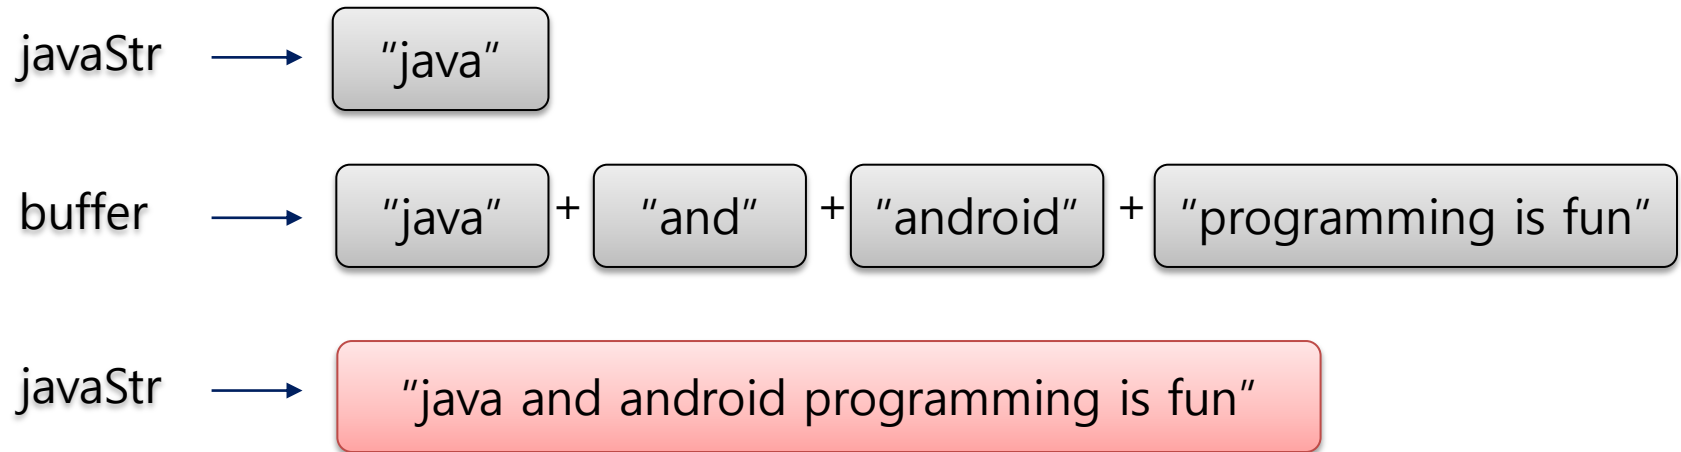 javaStr "java"
buffer "java" + "and" + "android" + "programming is fun"
javaStr "java and android programming is fun"